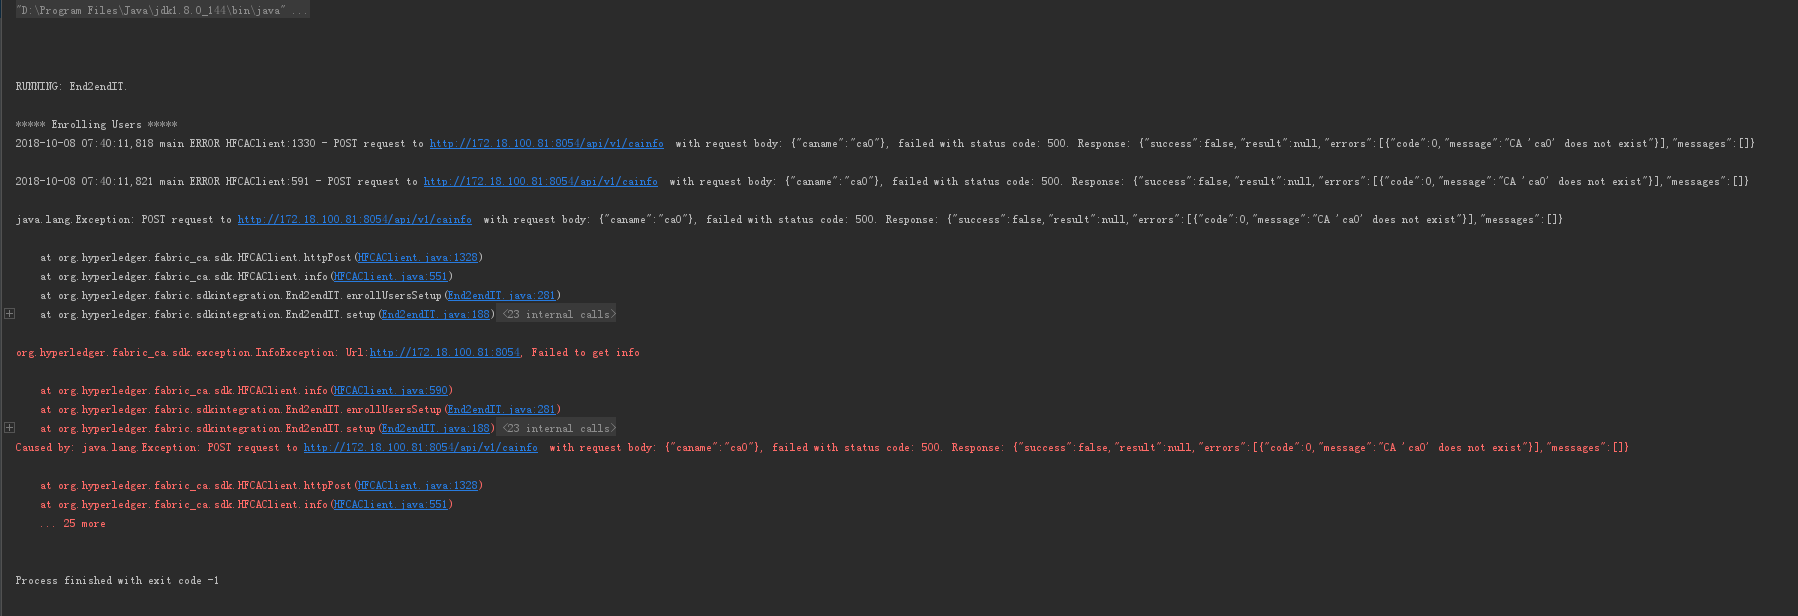 "D:\Program Files\Java\jdk1.8.0_144\bin\java" ...
RUNNING: End2endIT.
***** Enrolling Users *****
2018-10-08 07:40:11,818 main ERROR HFCAClient:1330 - POST request to http://172.18.100.81:8054/api/v1/cainfo  with request body: {"caname":"ca0"}, failed with status code: 500. Response: {"success":false,"result":null,"errors":[{"code":0,"message":"CA 'ca0' does not exist"}],"messages":[]}
2018-10-08 07:40:11,821 main ERROR HFCAClient:591 - POST request to http://172.18.100.81:8054/api/v1/cainfo  with request body: {"caname":"ca0"}, failed with status code: 500. Response: {"success":false,"result":null,"errors":[{"code":0,"message":"CA 'ca0' does not exist"}],"messages":[]}
java.lang.Exception: POST request to http://172.18.100.81:8054/api/v1/cainfo  with request body: {"caname":"ca0"}, failed with status code: 500. Response: {"success":false,"result":null,"errors":[{"code":0,"message":"CA 'ca0' does not exist"}],"messages":[]}
at org.hyperledger.fabric_ca.sdk.HFCAClient.httpPost(HFCAClient.java:1328)
at org.hyperledger.fabric_ca.sdk.HFCAClient.info(HFCAClient.java:551)
at org.hyperledger.fabric.sdkintegration.End2endIT.enrollUsersSetup(End2endIT.java:281)
at org.hyperledger.fabric.sdkintegration.End2endIT.setup(End2endIT.java:188) <23 internal calls>
org.hyperledger.fabric_ca.sdk.exception.InfoException: Url:http://172.18.100.81:8054, Failed to get info
at org.hyperledger.fabric_ca.sdk.HFCAClient.info(HFCAClient.java:590)
at org.hyperledger.fabric.sdkintegration.End2endIT.enrollUsersSetup(End2endIT.java:281)
at org.hyperledger.fabric.sdkintegration.End2endIT.setup(End2endIT.java:188) <23 internal calls>
Caused by: java.lang.Exception: POST request to http://172.18.100.81:8054/api/v1/cainfo  with request body: {"caname":"ca0"}, failed with status code: 500. Response: {"success":false,"result":null,"errors":[{"code":0,"message":"CA 'ca0' does not exist"}],"messages":[]}
at org.hyperledger.fabric_ca.sdk.HFCAClient.httpPost(HFCAClient.java:1328)
at org.hyperledger.fabric_ca.sdk.HFCAClient.info(HFCAClient.java:551)
... 25 more
Process finished with exit code -1